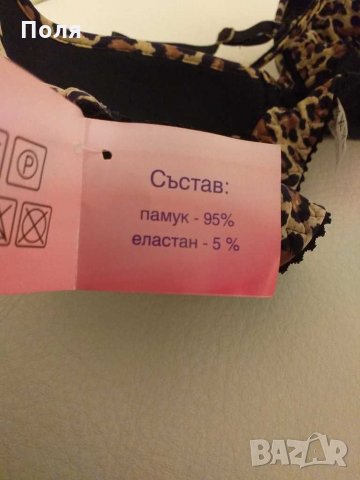 Поля
P
Състав:
памук - 95%
еластан - 5 %
BAZAR